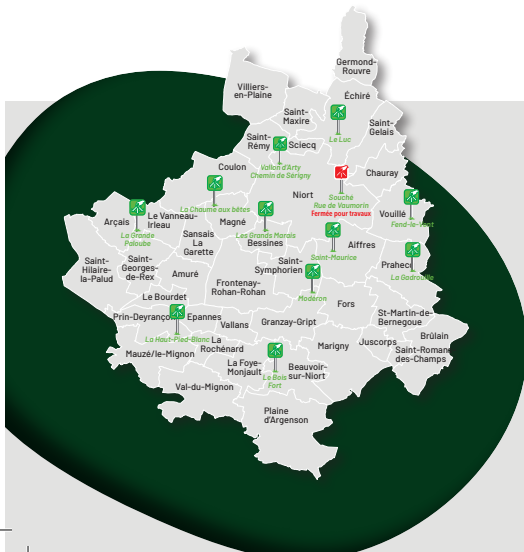 Germond-
Rouvre
Villiers-
en-Plaine
Échiré
Saint-
Maxire
Saint-
Gelais
Le Luc
Saint-
Rémy
Sciecq
Vallon d'Arty
Chemin de Sérigny
Coulon
Chauray
Niort
Souché
Rue de Vaumorin
Fermée pour travaux
La Chaume aux bêtes
Arçais
Le Vanneau-
Irleau
Magné
Vouillé
Fend-le-Vent
La Grande
Paloube
Les Grands Marais
Bessines
Sansais
La
Garette
Saint-Maurice
Aiffres
Saint-
Hilaire-
la-Palud
Saint-
Georges-
de-Rex
Amuré
Saint-
Symphorien
Prahecq
La Gadrouille
Frontenay-
Rohan-Rohan
Le Bourdet
Moderon
Fors
Prin-Deyrançon
Epannes
Vallans
Granzay-Gript
St-Martin-de-
Bernegoue
La Haut-Pied-Blanc
La
Rochénard
Mauzé/le-Mignon
Marigny
Juscorps
Brûlain
Saint-Romans
des-Champs
La Foye-
Monjault
Le Bois
Fort
Beauvoir-
sur-Niort
Val-du-Mignon
Plaine
d'Argenson